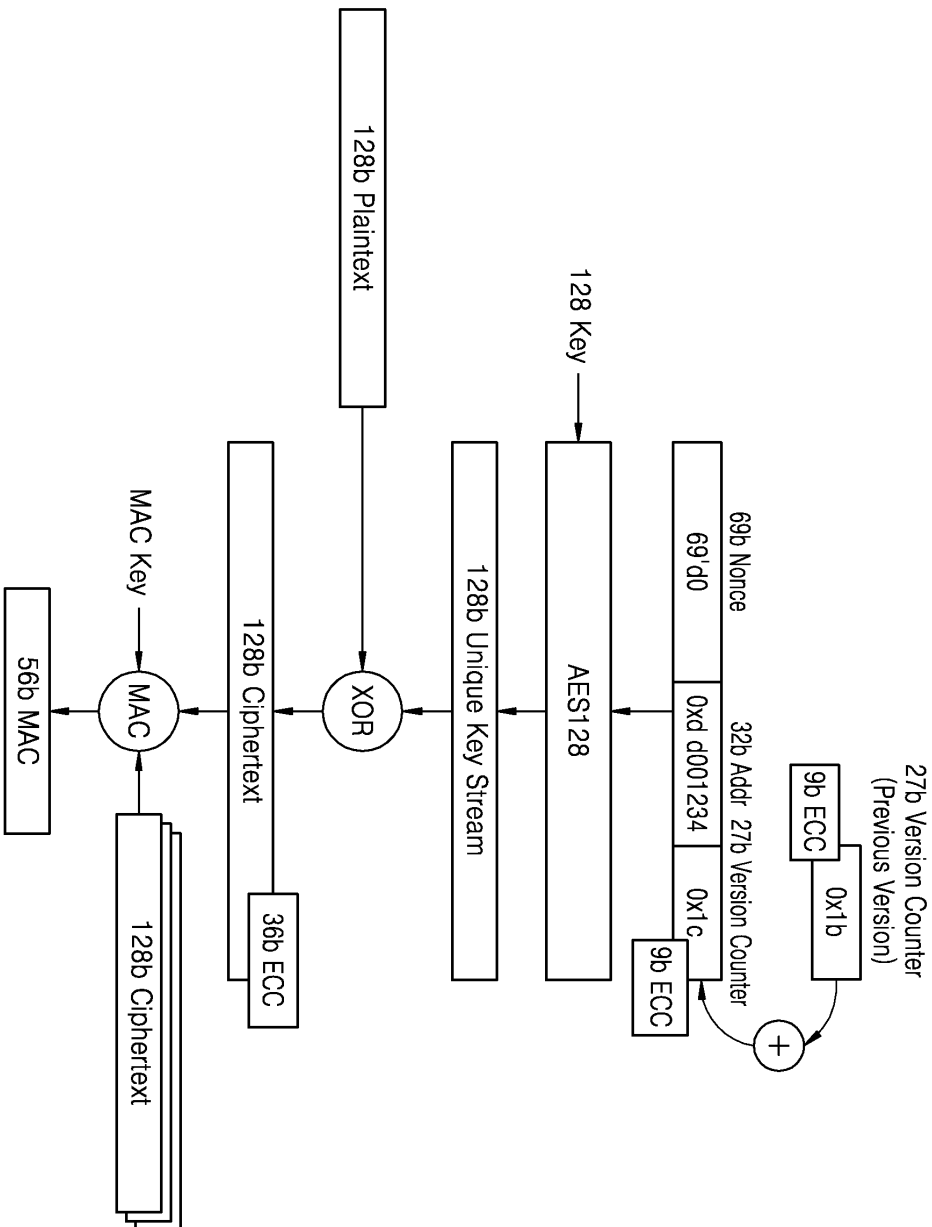 27b Version Counter
(Previous Version)
9b ECC
0x1b
+
69b Nonce
32b Addr
27b Version Counter
69'd0
0xd d001234
0x1c
9b ECC
128 Key
AES128
128b Unique Key Stream
128b Plaintext
XOR
128b Ciphertext
36b ECC
MAC Key
MAC
128b Ciphertext
56b MAC